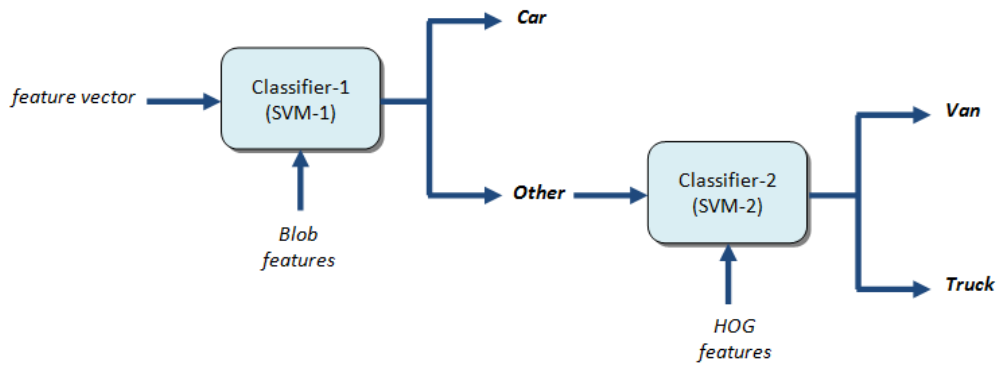 Car
Classifier-1
(SVM-1)
feature vector
Blob
features
Other
Classifier-2
(SVM-2)
HOG
features
Van
Truck